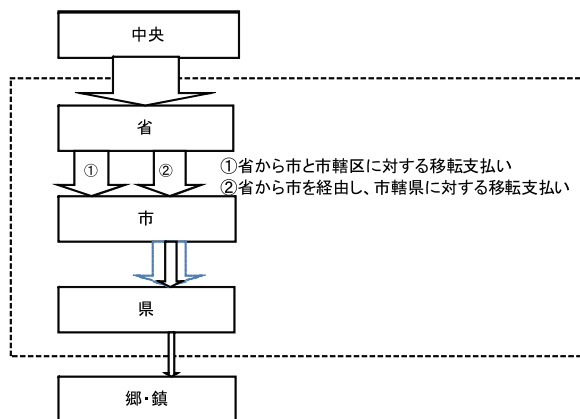 中央
省
① ②
①省から市と市轄区に対する移転支払い
②省から市を経由し、市轄県に対する移転支払い
市
県
郷・鎮